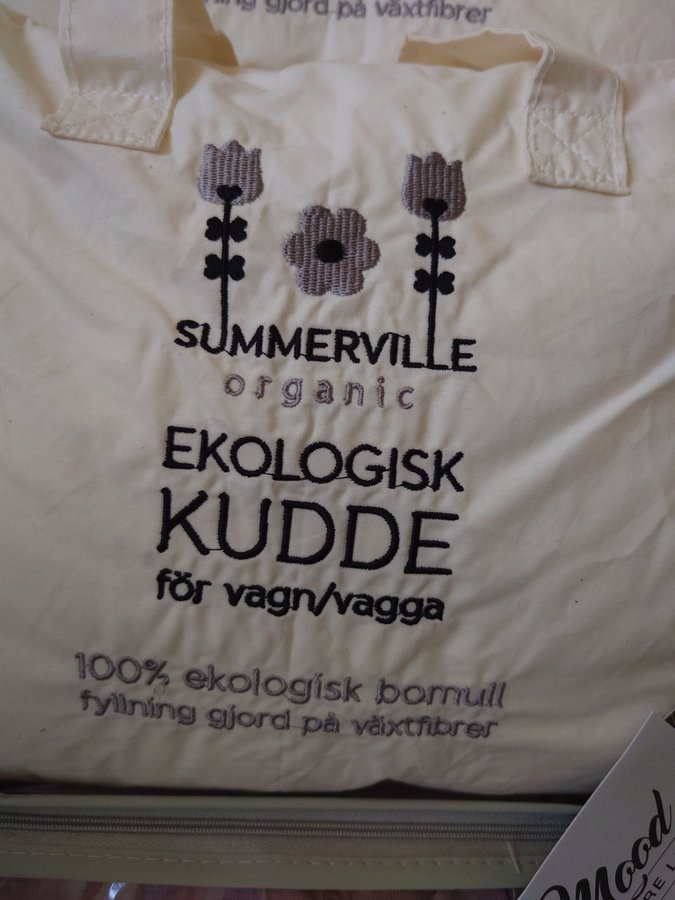 fyllning gjord på växtfibrer
SUMMERVILLE
organic
EKOLOGISK
KUDDE
för vagn/vagga
100% ekologisk bomull
fyllning gjord på växtfibrer
Mood